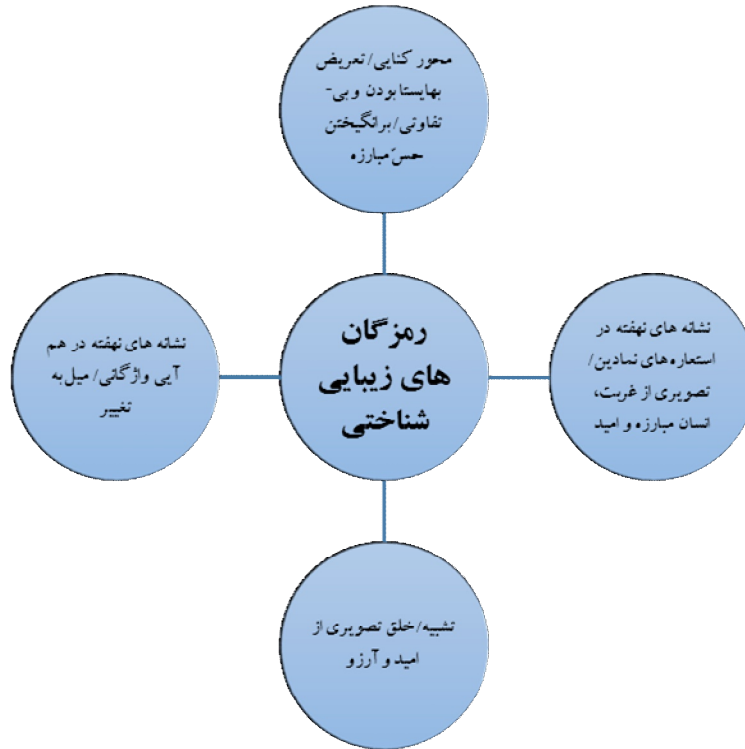 محور کنایی/ تعریض
بهایستا بودن و بی-
تفاوتی/ برانگیختن
حسّ مبارزه
نشانه های نهفته در
استعاره های نمادین/
تصویری از غربت،
انسان مبارزه و امید
رمزگان
های زیبایی
شناختی
نشانه های نهفته در هم
آیی واژگانی/ میل به
تغییر
تشبیه/ خلق تصویری از
امید و آرزو